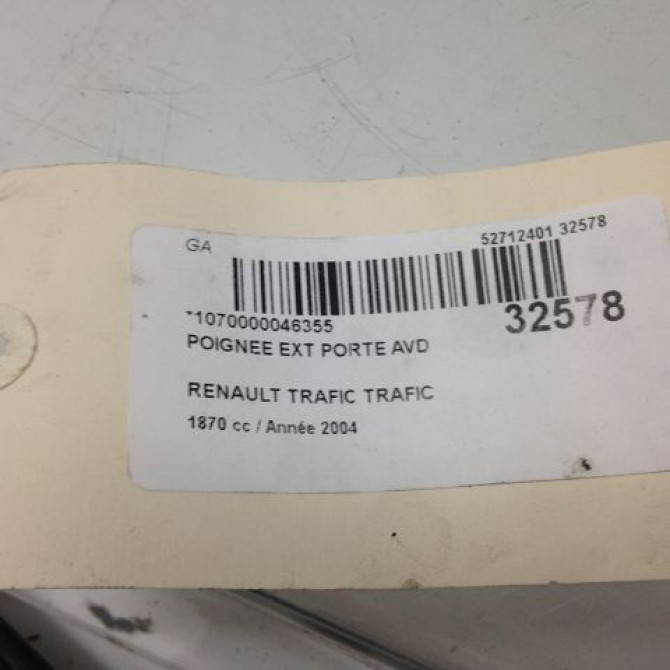 GA
52712401 32578
*1070000046355
32578
POIGNEE EXT PORTE AVD
RENAULT TRAFIC TRAFIC
1870 cc / Année 2004